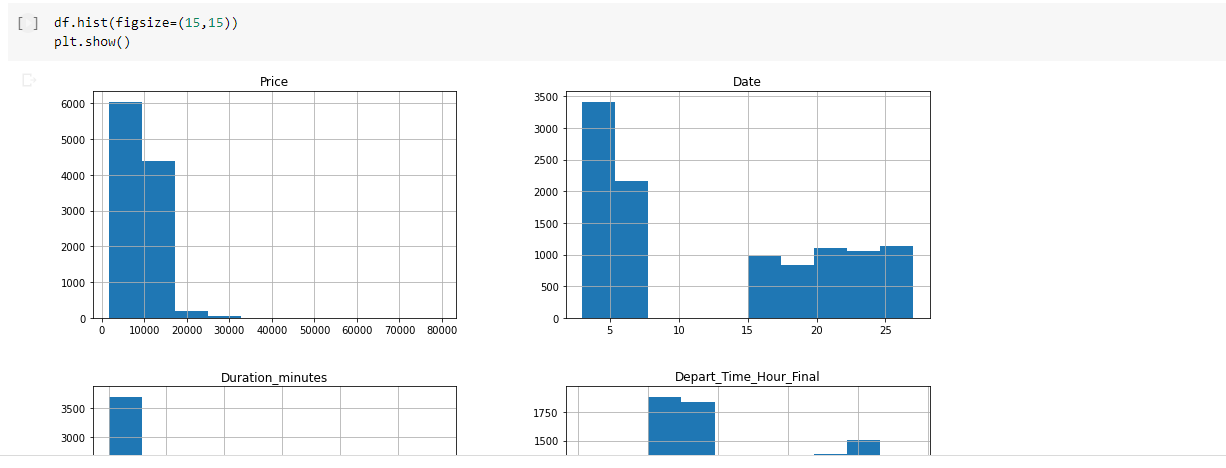 [ ] df.hist(figsize=(15,15))
plt.show()
Price
6000
5000
4000
3000
2000
1000
0
0 10000 20000 30000 40000 50000 60000 70000 80000
Date
3500
3000
2500
2000
1500
1000
500
0
5 10 15 20 25
Duration_minutes
3500
3000
Depart_Time_Hour_Final
1750
1500